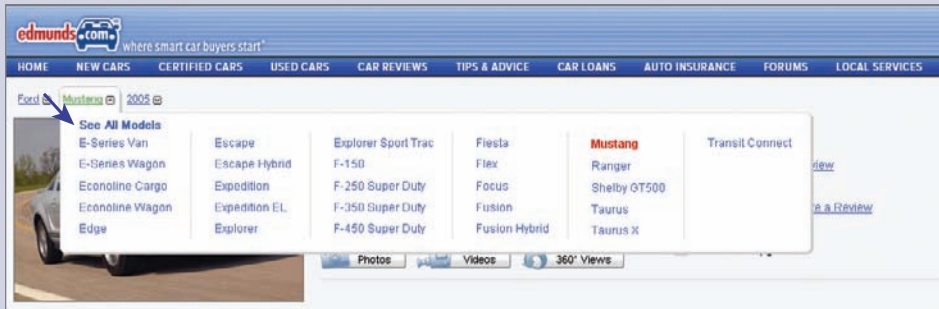 edmunds.com where smart car buyers start
HOME NEW CARS CERTIFIED CARS USED CARS CAR REVIEWS TIPS & ADVICE CAR LOANS AUTO INSURANCE FORUMS LOCAL SERVICES
Ford Mustang 2005
See All Models
E-Series Van Escape Explorer Sport Trac Fiesta Mustang Transit Connect
E-Series Wagon Escape Hybrid F-150 Flex Ranger
Econoline Cargo Expedition F-250 Super Duty Focus Shelby GT500
Econoline Wagon Expedition EL F-350 Super Duty Fusion Taurus
Edge Explorer F-450 Super Duty Fusion Hybrid Taurus X
a Review
Photos Videos 360° Views